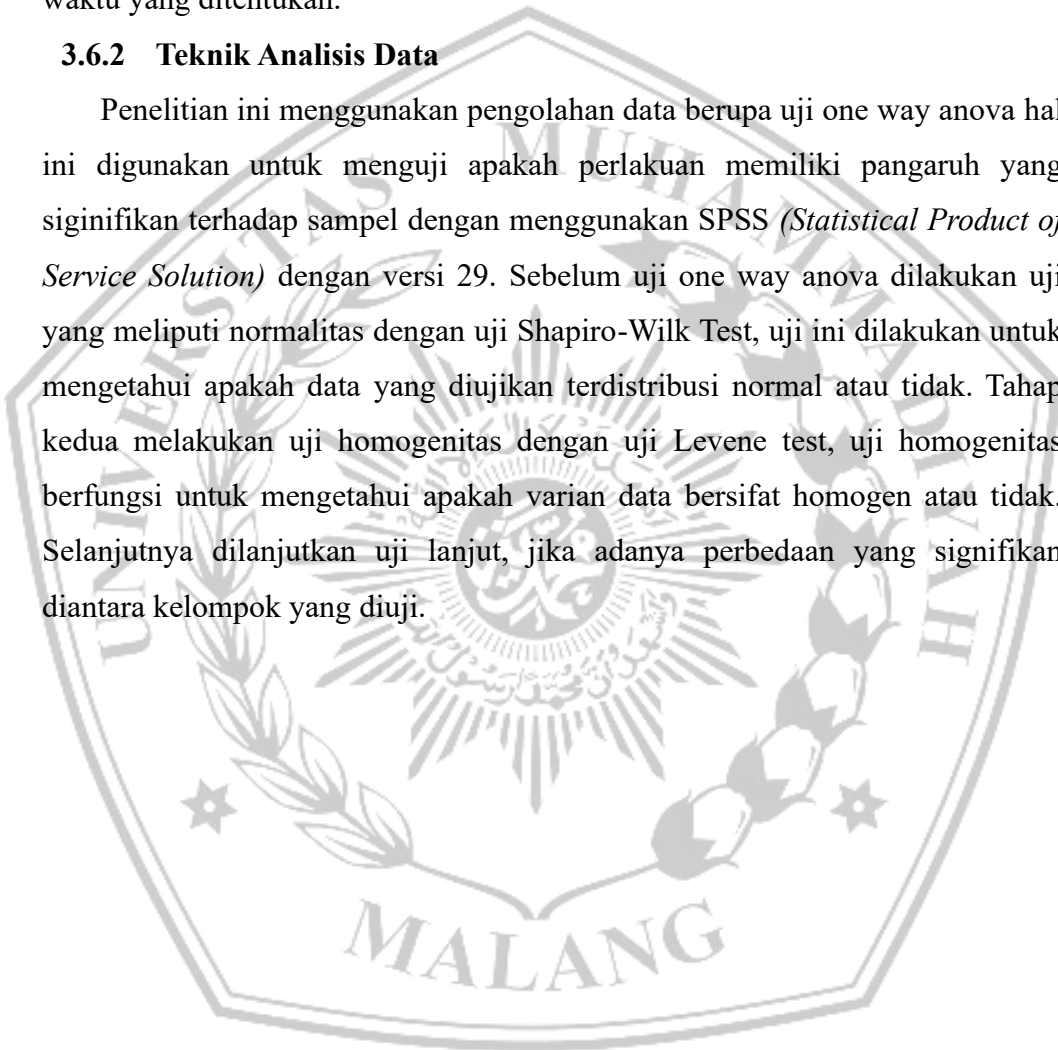 waktu yang ditentukan.
3.6.2 Teknik Analisis Data
Penelitian ini menggunakan pengolahan data berupa uji one way anova hal
ini digunakan untuk menguji apakah perlakuan memiliki pangaruh yang
siginifikan terhadap sampel dengan menggunakan SPSS (Statistical Product of
Service Solution) dengan versi 29. Sebelum uji one way anova dilakukan uji
yang meliputi normalitas dengan uji Shapiro-Wilk Test, uji ini dilakukan untuk
mengetahui apakah data yang diujikan terdistribusi normal atau tidak. Tahap
kedua melakukan uji homogenitas dengan uji Levene test, uji homogenitas
berfungsi untuk mengetahui apakah varian data bersifat homogen atau tidak.
Selanjutnya dilanjutkan uji lanjut, jika adanya perbedaan yang signifikan
diantara kelompok yang diuji.
UNIVERSITAS MUHAMMADIYAH
MALANG